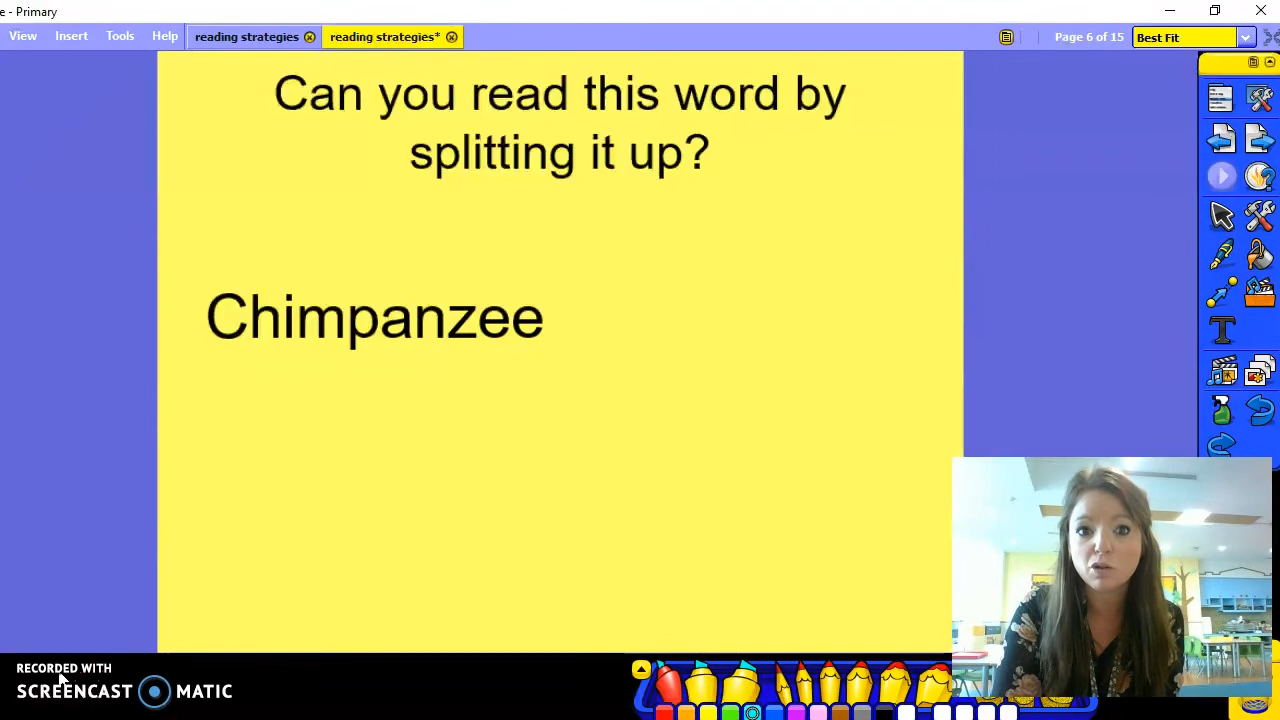 e - Primary
View Insert Tools Help reading strategies reading strategies* Page 6 of 15 Best Fit
Can you read this word by
splitting it up?
Chimpanzee
RECORDED WITH
SCREENCAST MATIC